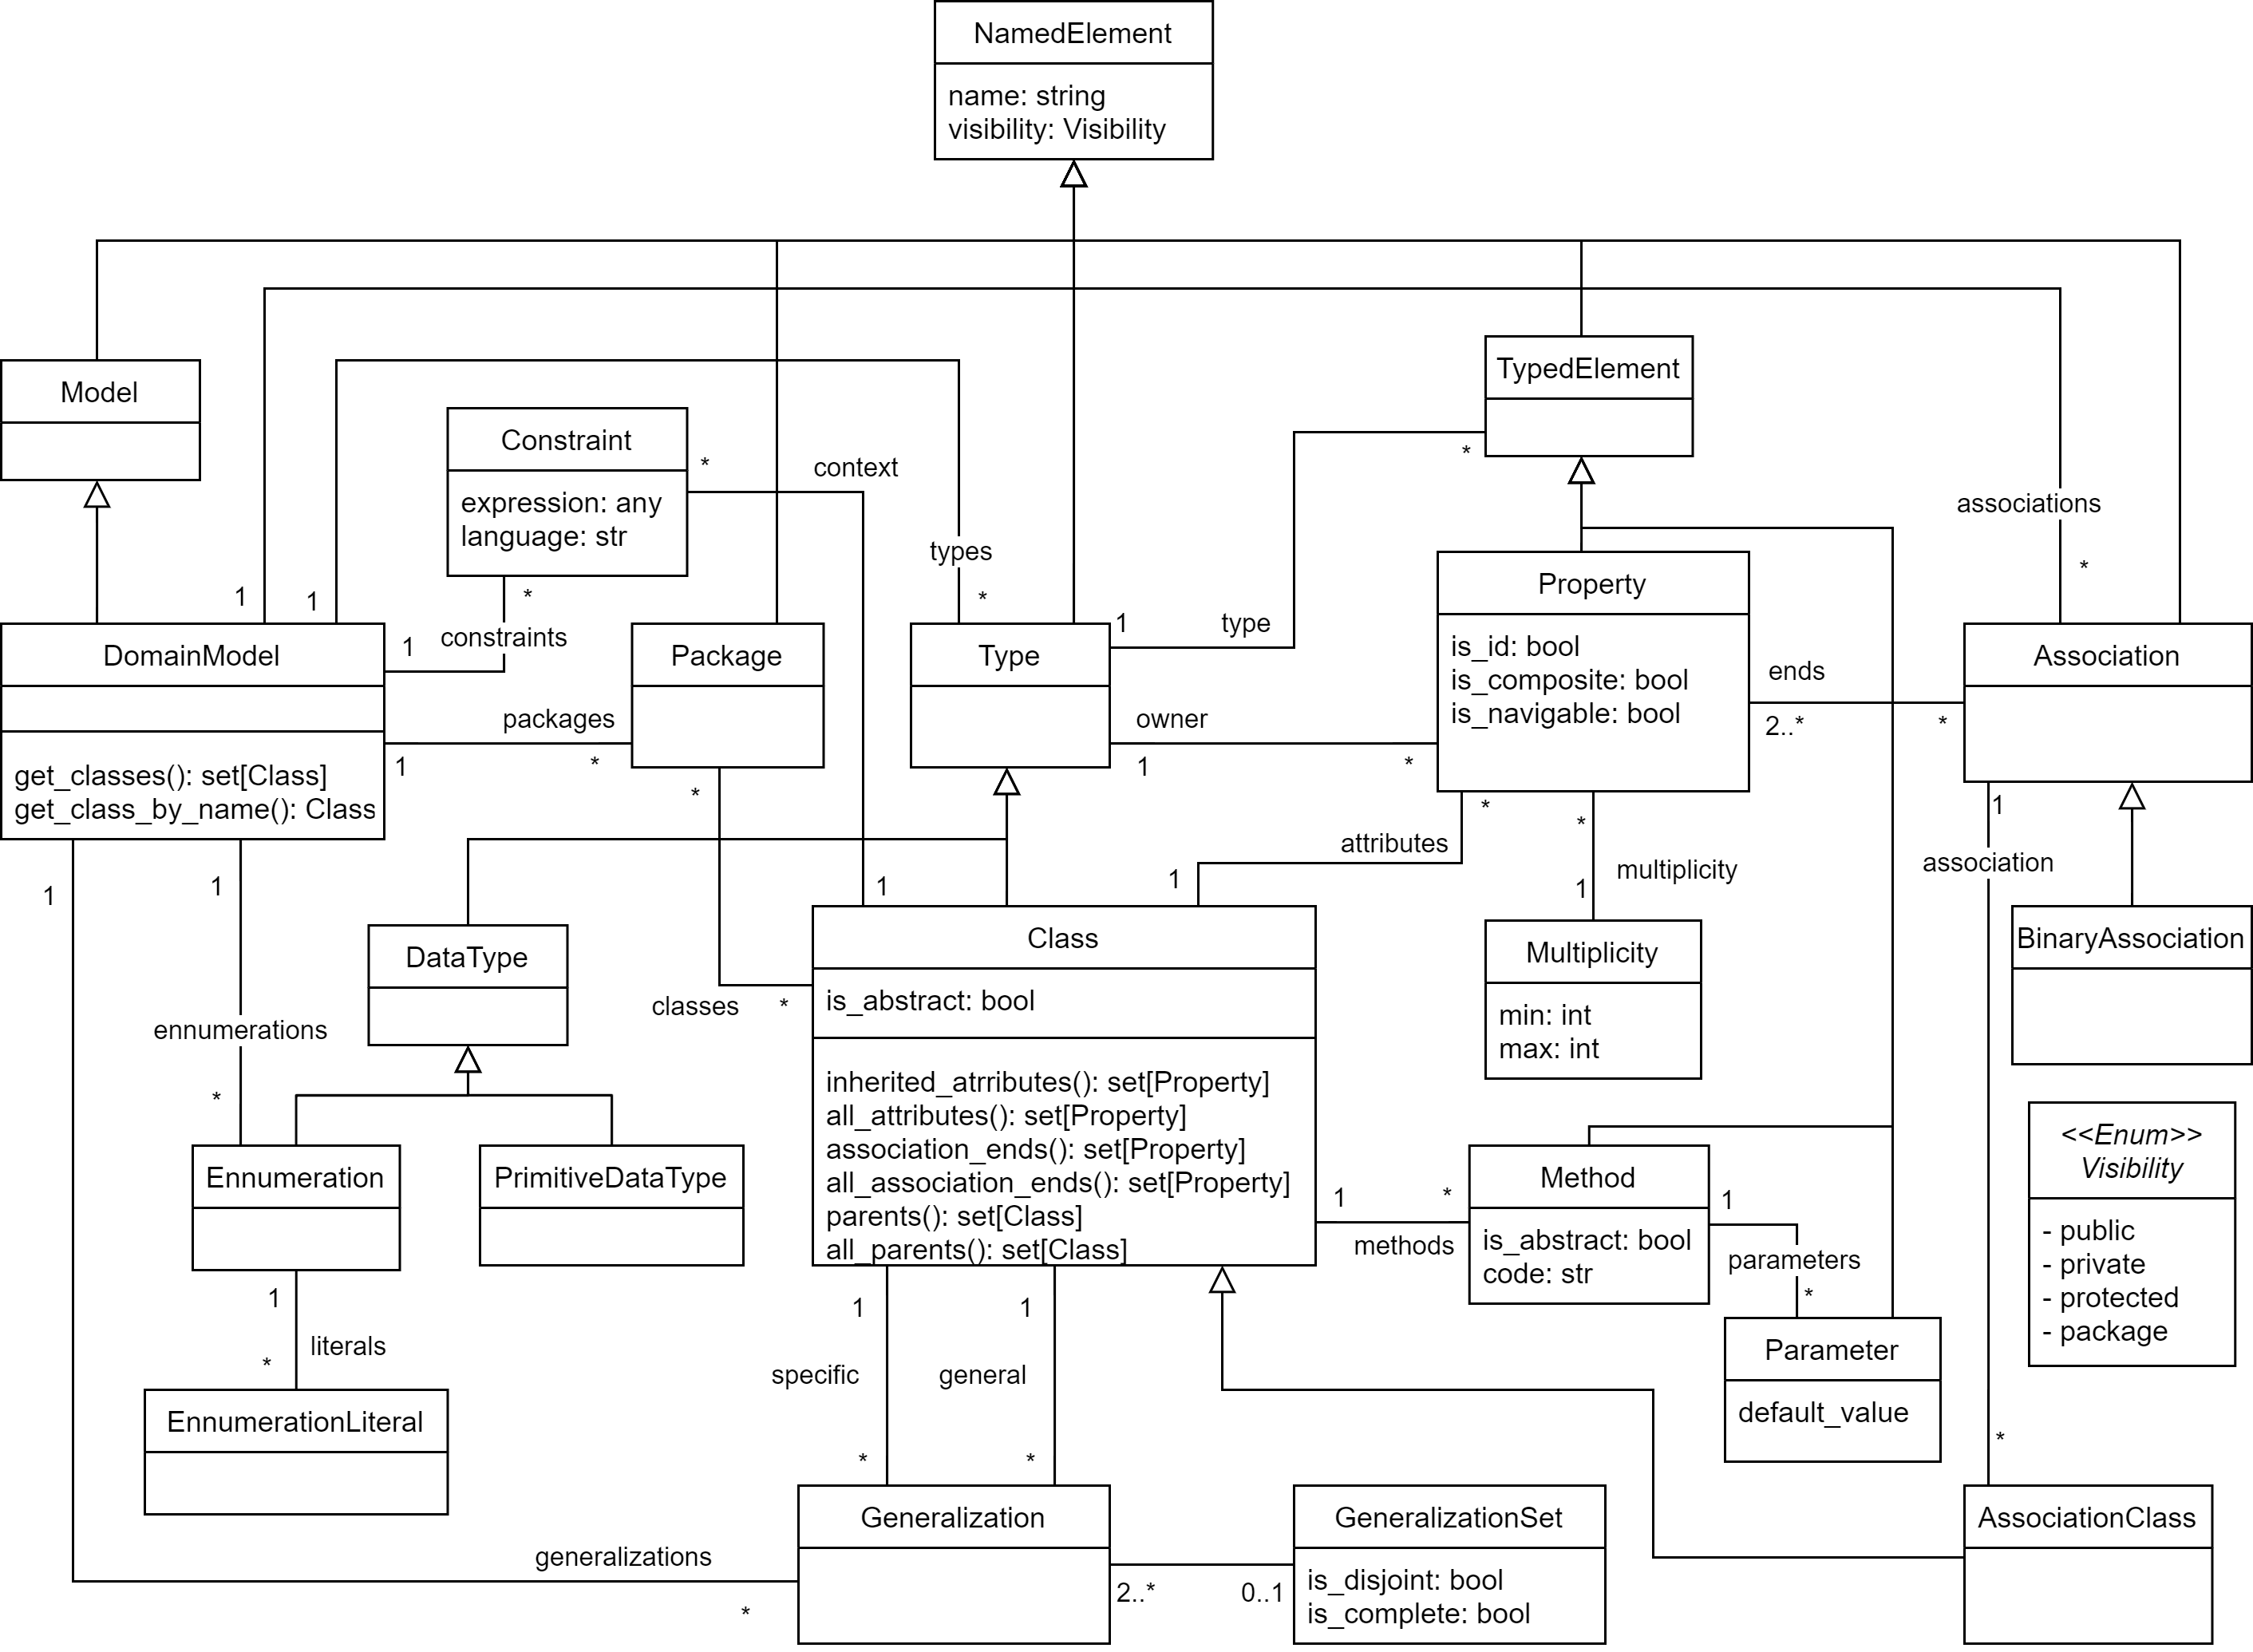 NamedElement
name: string
visibility: Visibility
Model
TypedElement
Constraint
expression: any
language: str
*
context
*
associations
*
types
*
1
1
*
Property
is_id: bool
is_composite: bool
is_navigable: bool
DomainModel
get_classes(): set[Class]
get_class_by_name(): Class
1
constraints
Package
Type
1
type
Association
ends
2..*
*
packages
1
*
owner
1
*
*
*
attributes
1
1
*
multiplicity
1
1
association
1
1
DataType
Class
is_abstract: bool
inherited_atrributes(): set[Property]
all_attributes(): set[Property]
association_ends(): set[Property]
all_association_ends(): set[Property]
parents(): set[Class]
all_parents(): set[Class]
Multiplicity
min: int
max: int
BinaryAssociation
classes
*
ennumerations
*
Ennumeration
PrimitiveDataType
<<Enum>>
Visibility
- public
- private
- protected
- package
Method
is_abstract: bool
code: str
1
*
methods
1
parameters
*
1
literals
*
1
1
specific
general
*
*
Parameter
default_value
EnnumerationLiteral
*
Generalization
GeneralizationSet
is_disjoint: bool
is_complete: bool
AssociationClass
generalizations
*
2..*
0..1